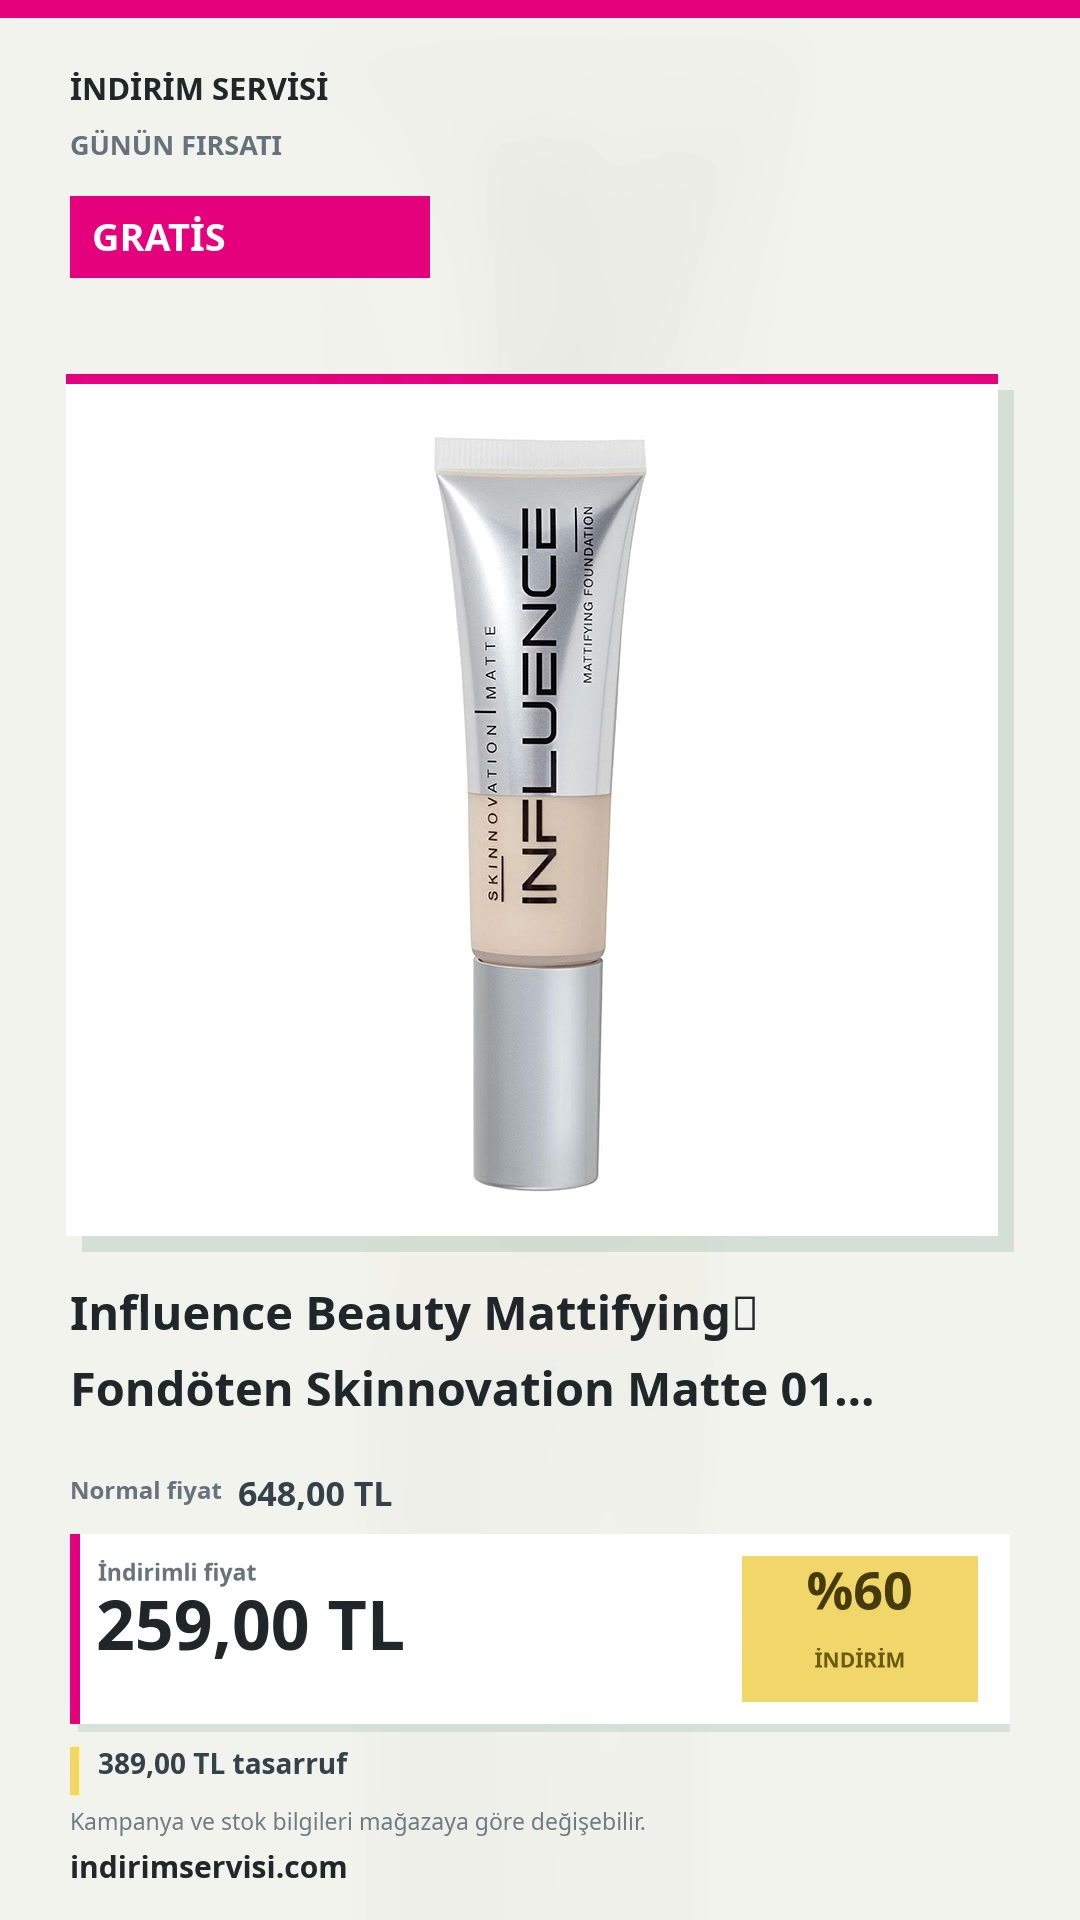 İNDİRİM SERVİSİ
GÜNÜN FIRSATI
GRATİS
SKINNOVATION | MATTE
INFLUENCE
MATTIFYING FOUNDATION
Influence Beauty Mattifying
Fondöten Skinnovation Matte 01...
Normal fiyat 648,00 TL
İndirimli fiyat
259,00 TL
%60
İNDİRİM
389,00 TL tasarruf
Kampanya ve stok bilgileri mağazaya göre değişebilir.
indirimservisi.com